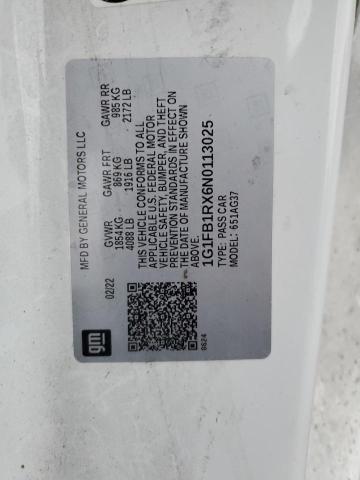 MFD BY GENERAL MOTORS LLC
02/22
GVWR
1854 KG
4088 LB
GAWR FRT
869 KG
1916 LB
GAWR RR
985 KG
2172 LB
THIS VEHICLE CONFORMS TO ALL
APPLICABLE U.S. FEDERAL MOTOR
VEHICLE SAFETY, BUMPER, AND THEFT
PREVENTION STANDARDS IN EFFECT ON
THE DATE OF MANUFACTURE SHOWN
ABOVE.
1G1FB1RX6N0113025
TYPE: PASS CAR
MODEL: 651AG37
gm
8624